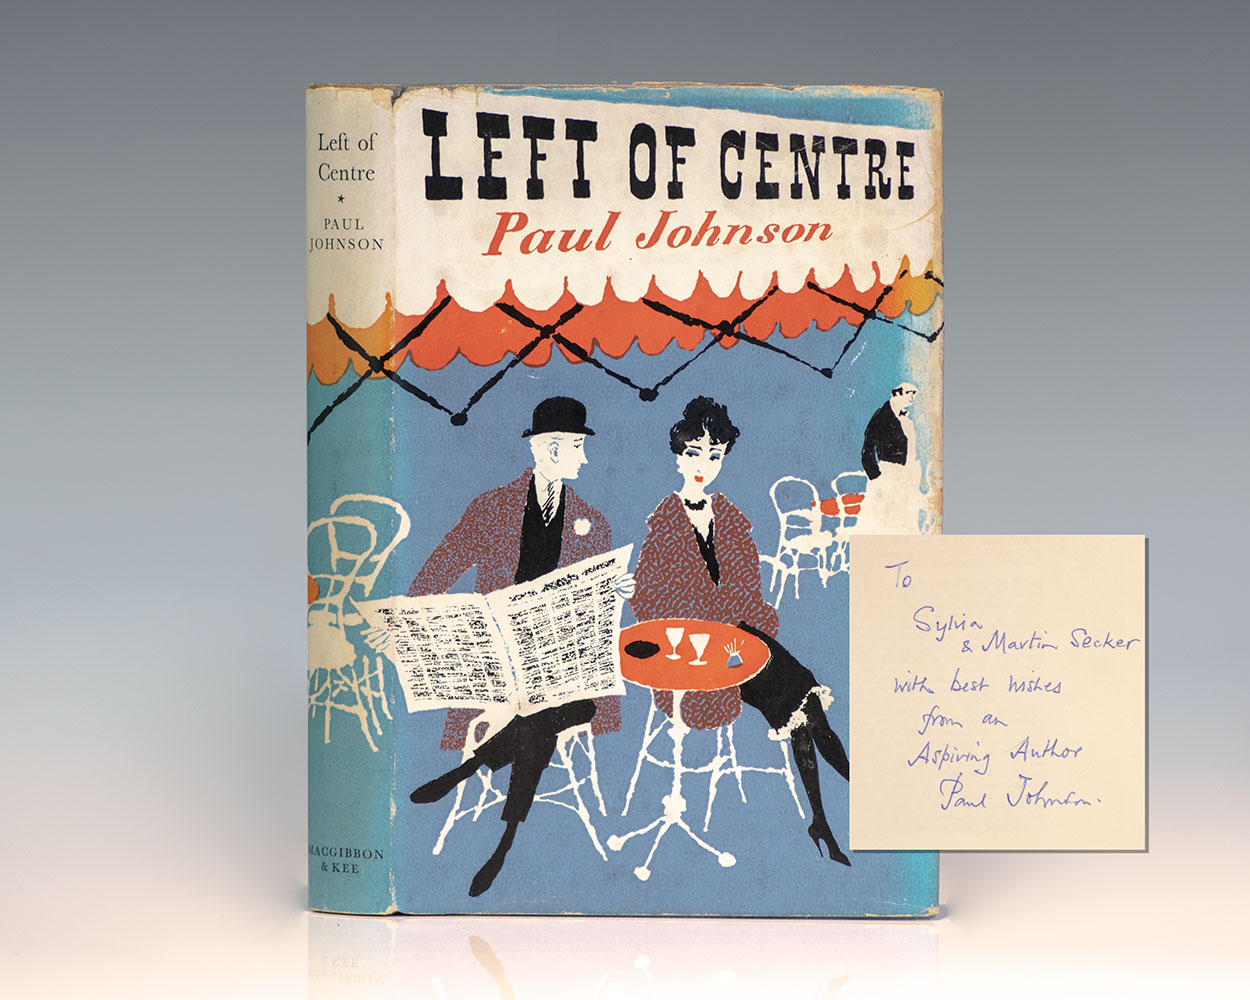 Left of
Centre
*
PAUL
JOHNSON
MACGIBBON
& KEE
LEFT OF CENTRE
Paul Johnson
To
Sylvia
& Martin Secker
with best wishes
from an
Aspiring Author
Paul Johnson.